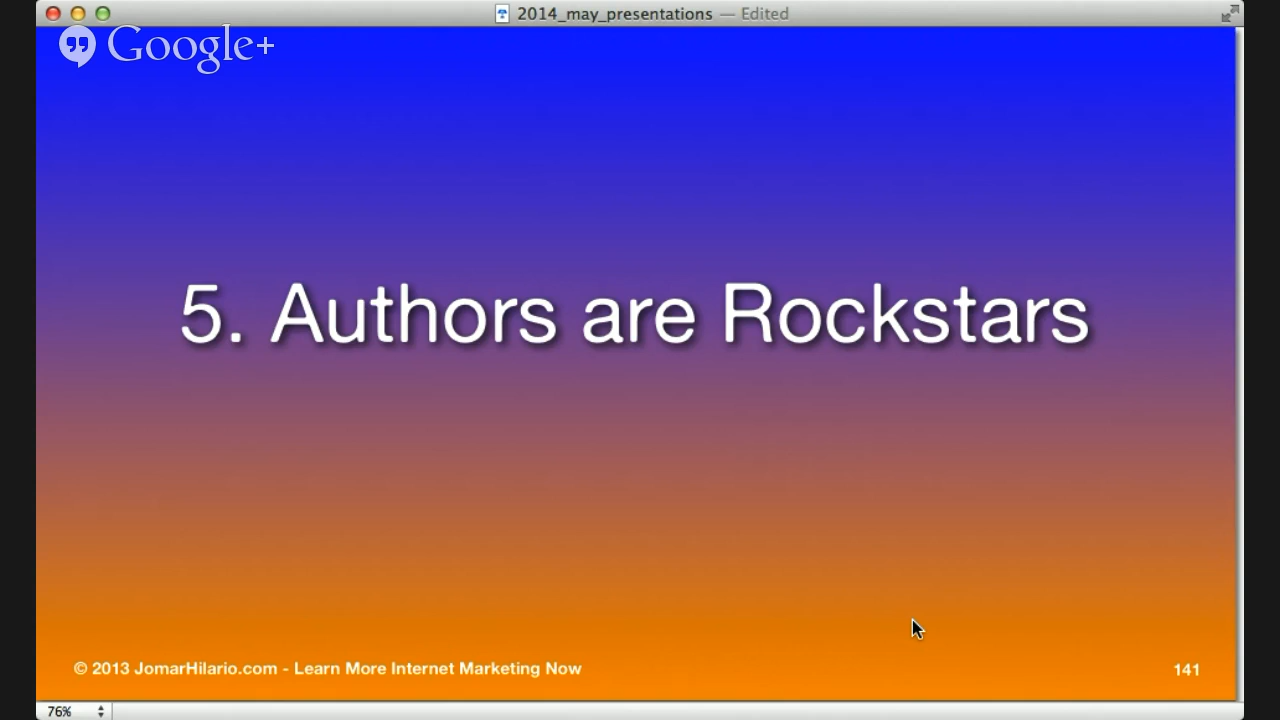 2014_may_presentations — Edited
Google+
5. Authors are Rockstars
© 2013 JomarHilario.com - Learn More Internet Marketing Now
141
76%